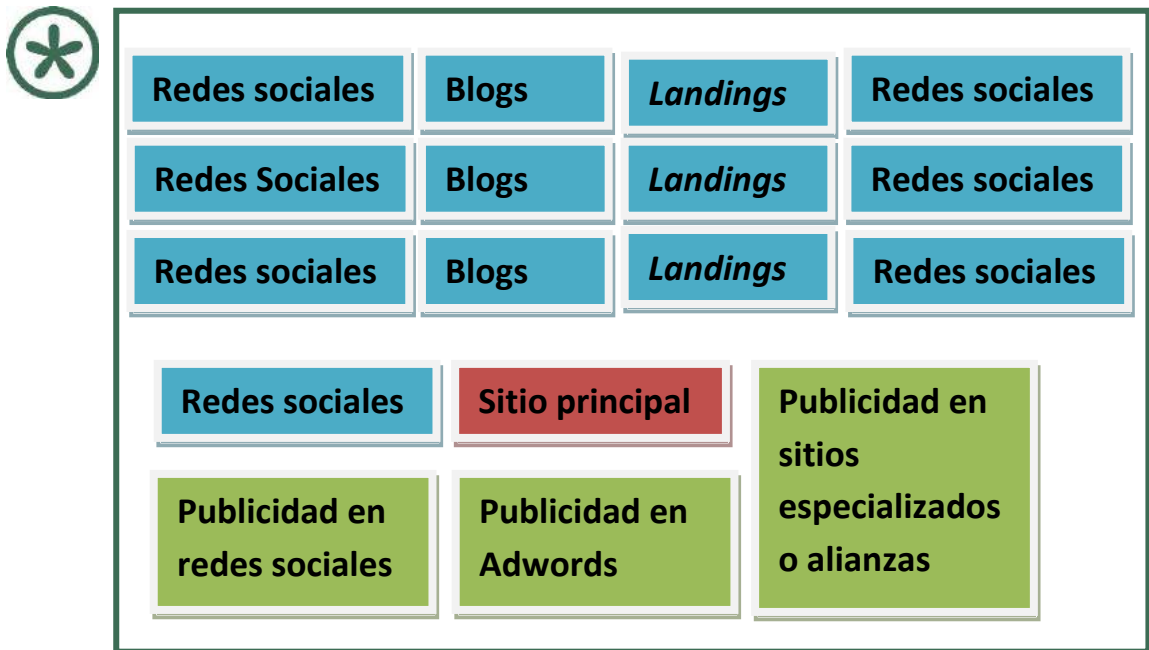 Redes sociales
Blogs
Landings
Redes sociales
Redes Sociales
Blogs
Landings
Redes sociales
Redes sociales
Blogs
Landings
Redes sociales
Redes sociales
Sitio principal
Publicidad en
sitios
especializados
o alianzas
Publicidad en
redes sociales
Publicidad en
Adwords